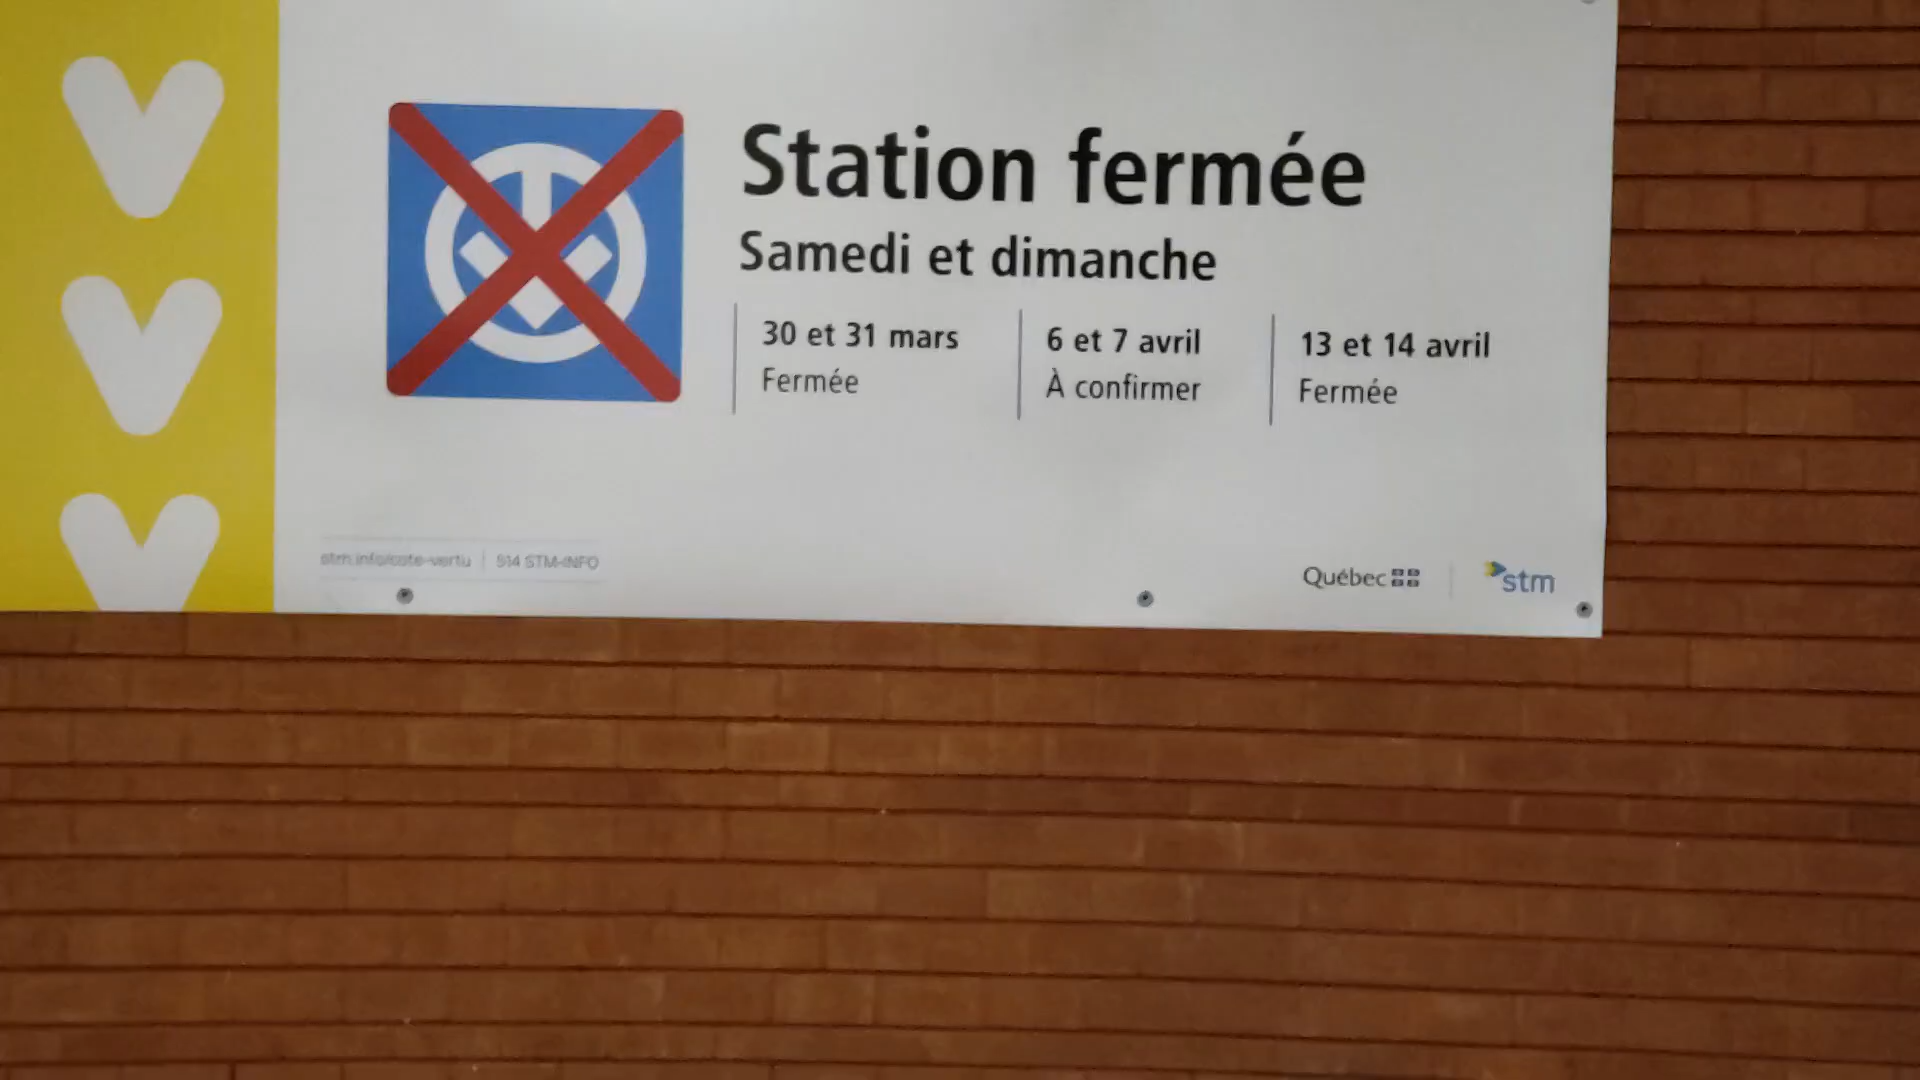 Station fermée
Samedi et dimanche
30 et 31 mars
Fermée
6 et 7 avril
À confirmer
13 et 14 avril
Fermée
stm.info/cote-vertu | 514 STM-INFO
Québec
stm